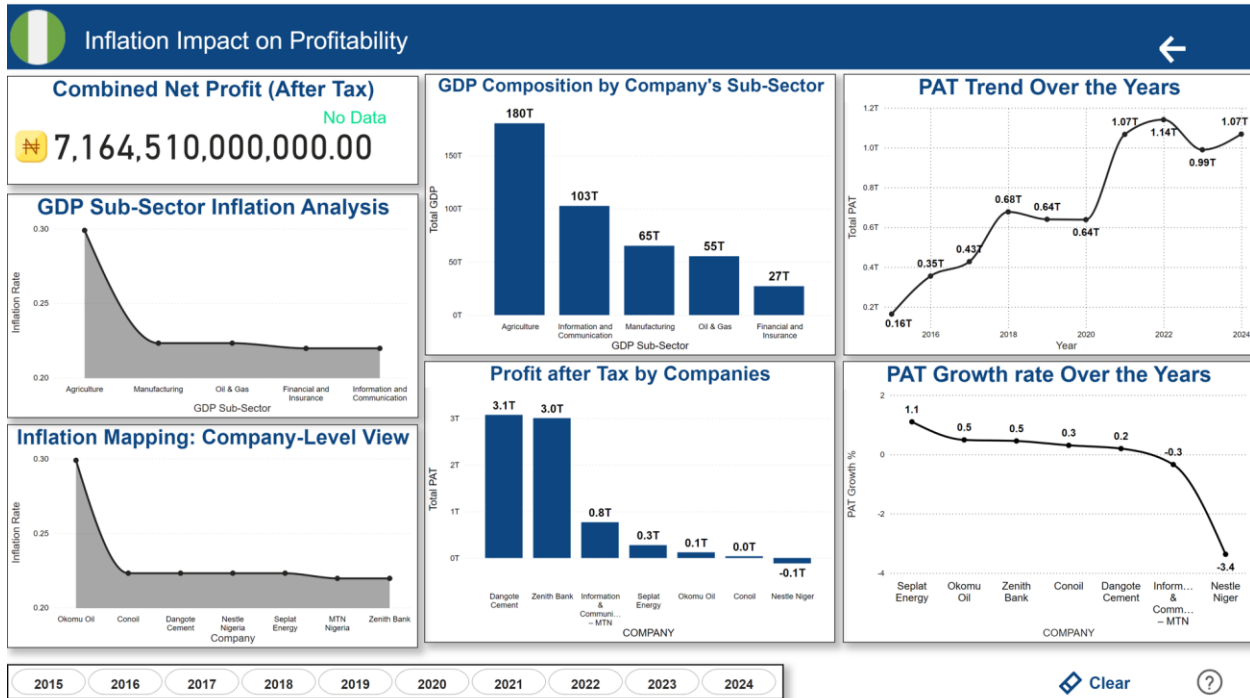 Inflation Impact on Profitability
Combined Net Profit (After Tax)
No Data
₦ 7,164,510,000,000.00
GDP Sub-Sector Inflation Analysis
0.30
0.25
0.20
Inflation Rate
Agriculture
Manufacturing
Oil & Gas
Financial and
Insurance
Information and
Communication
GDP Sub-Sector
Inflation Mapping: Company-Level View
0.30
0.25
0.20
Inflation Rate
Okomu Oil
Conoil
Dangote
Cement
Nestle
Nigeria
Seplat
Energy
MTN
Nigeria
Zenith Bank
Company
GDP Composition by Company's Sub-Sector
180T
103T
65T
55T
27T
150T
100T
50T
0T
Total GDP
Agriculture
Information and
Communication
Manufacturing
Oil & Gas
Financial and
Insurance
GDP Sub-Sector
Profit after Tax by Companies
3.1T
3.0T
0.8T
0.3T
0.1T
0.0T
-0.1T
3T
2T
1T
0T
Total PAT
Dangote
Cement
Zenith Bank
Information
&
Communi...
– MTN
Seplat
Energy
Okomu Oil
Conoil
Nestle Niger
COMPANY
PAT Trend Over the Years
1.2T
1.0T
0.8T
0.6T
0.4T
0.2T
Total PAT
0.16T
0.35T
0.43T
0.68T
0.64T
0.64T
1.07T
1.14T
0.99T
1.07T
2016
2018
2020
2022
2024
Year
PAT Growth rate Over the Years
2
0
-2
-4
PAT Growth %
1.1
0.5
0.5
0.3
0.2
-0.3
-3.4
Seplat
Energy
Okomu
Oil
Zenith
Bank
Conoil
Dangote
Cement
Inform...
&
Comm...
– MTN
Nestle
Niger
COMPANY
2015
2016
2017
2018
2019
2020
2021
2022
2023
2024
Clear
?